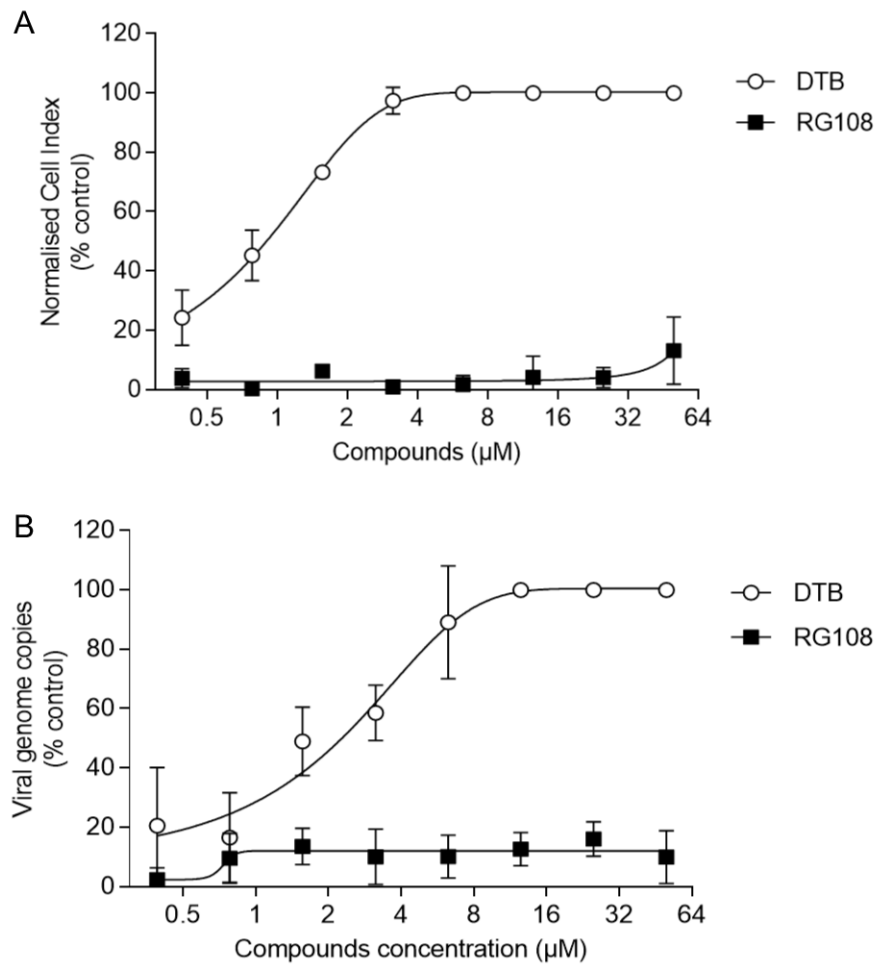 A
120
100
80
60
40
20
0
Normalised Cell Index
(% control)
0.5 1 2 4 8 16 32 64
Compounds (µM)
DTB
RG108
B
120
100
80
60
40
20
0
Viral genome copies
(% control)
0.5 1 2 4 8 16 32 64
Compounds concentration (µM)
DTB
RG108